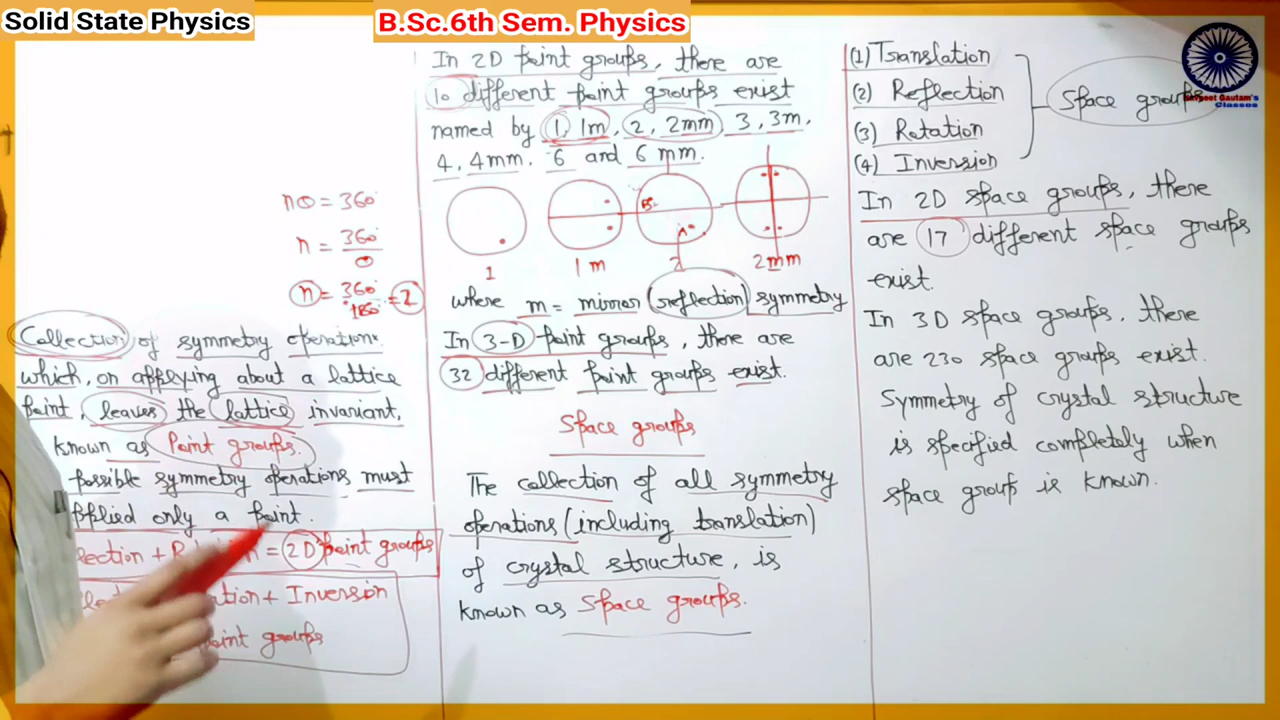 Solid State Physics
B.Sc.6th Sem. Physics
nθ = 360°
n = 360° / θ
n = 360° / 180° = 2
Collection of symmetry operations
which, on applying about a lattice
point, leaves the lattice invariant,
known as Point groups.
possible symmetry operations must
applied only a point.
= 2D point groups
+ Inversion
point groups
In 2D point groups, there are
10 different point groups exist
named by 1, 1m, 2, 2mm, 3, 3m,
4, 4mm, 6 and 6mm.
B
A
1
1m
2
2mm
where m = mirror (reflection) symmetry
In 3-D point groups, there are
32 different point groups exist.
Space groups
The collection of all symmetry
operations (including translation)
of crystal structure, is
known as Space groups.
(1) Translation
(2) Reflection
(3) Rotation
(4) Inversion
Space groups
Gautam's
Classes
In 2D space groups, there
are 17 different space groups
exist.
In 3D space groups, there
are 230 space groups exist.
Symmetry of crystal structure
is specified completely when
space group is known.